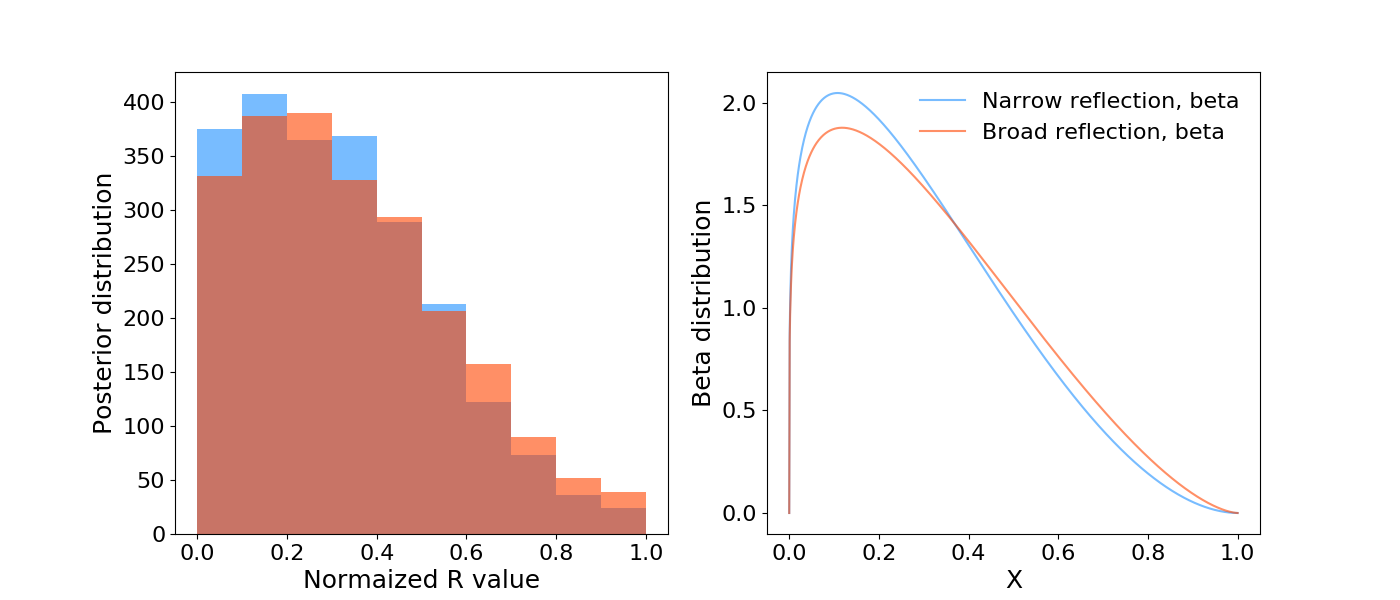 Posterior distribution
400
350
300
250
200
150
100
50
0
0.0 0.2 0.4 0.6 0.8 1.0
Normaized R value
Beta distribution
2.0
1.5
1.0
0.5
0.0
Narrow reflection, beta
Broad reflection, beta
0.0 0.2 0.4 0.6 0.8 1.0
X